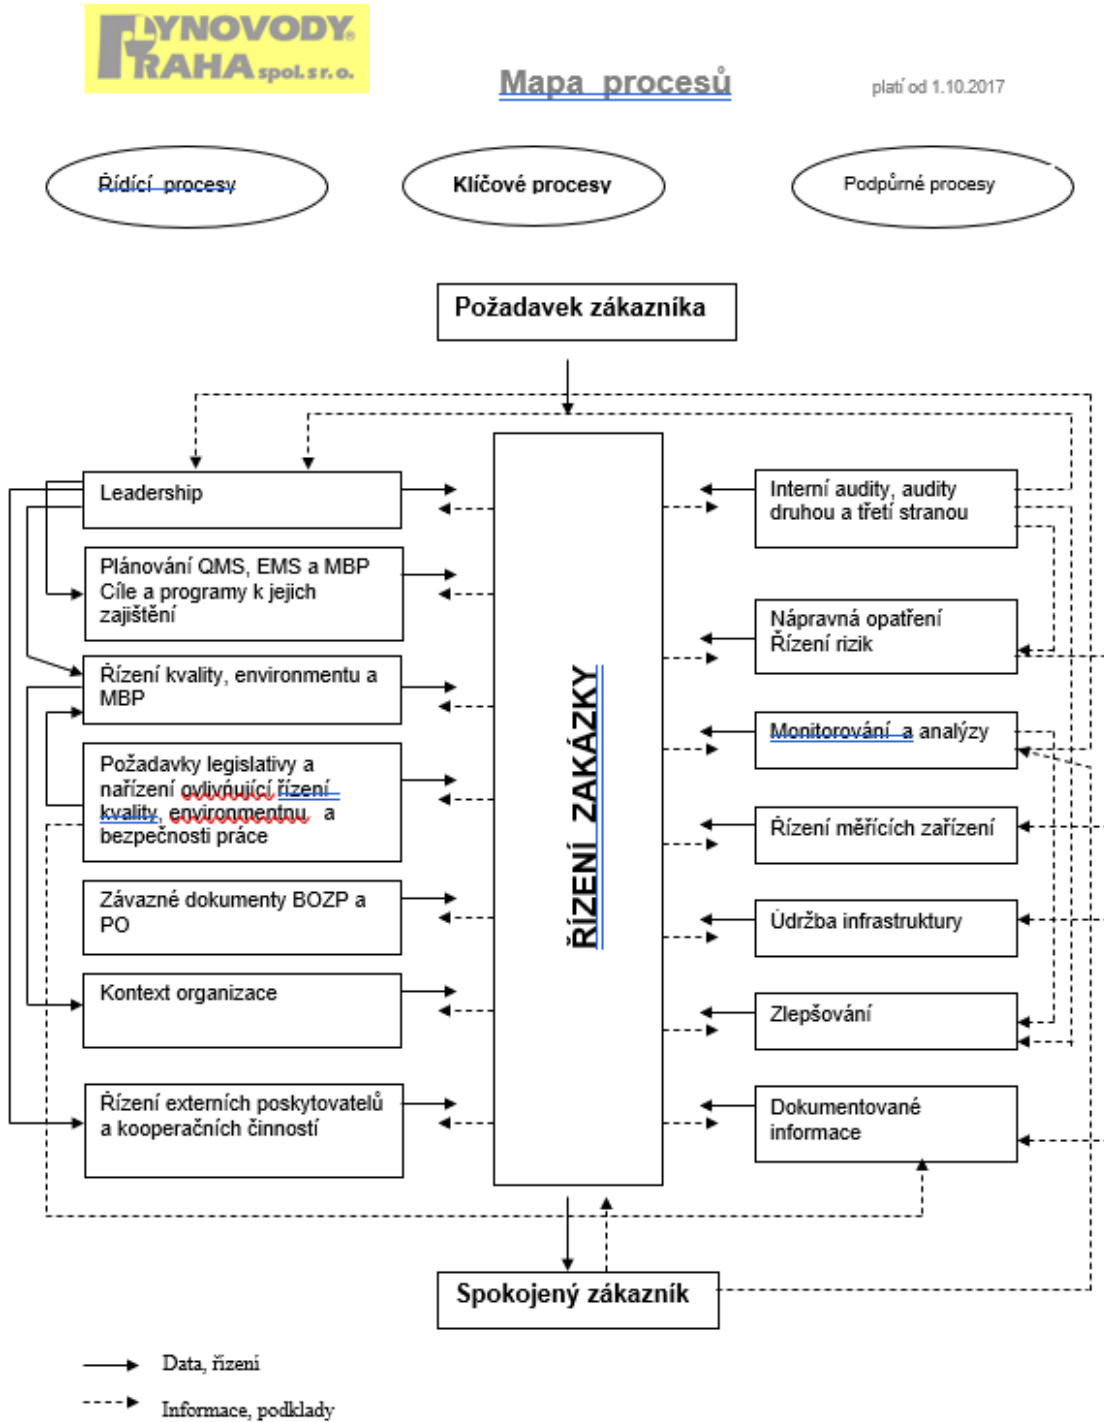 PLYNOVODY
PRAHA spol. s r. o.
Mapa procesů
platí od 1.10.2017
Řídící procesy
Klíčové procesy
Podpůrné procesy
Požadavek zákazníka
Leadership
Plánování QMS, EMS a MBP
Cíle a programy k jejich
zajištění
Řízení kvality, environmentu a
MBP
Požadavky legislativy a
nařízení ovlivňující řízení
kvality, environmentnu a
bezpečnosti práce
Závazné dokumenty BOZP a
PO
Kontext organizace
Řízení externích poskytovatelů
a kooperačních činností
ŘÍZENÍ ZAKÁZKY
Interní audity, audity
druhou a třetí stranou
Nápravná opatření
Řízení rizik
Monitorování a analýzy
Řízení měřících zařízení
Údržba infrastruktury
Zlepšování
Dokumentované
informace
Spokojený zákazník
Data, řízení
Informace, podklady